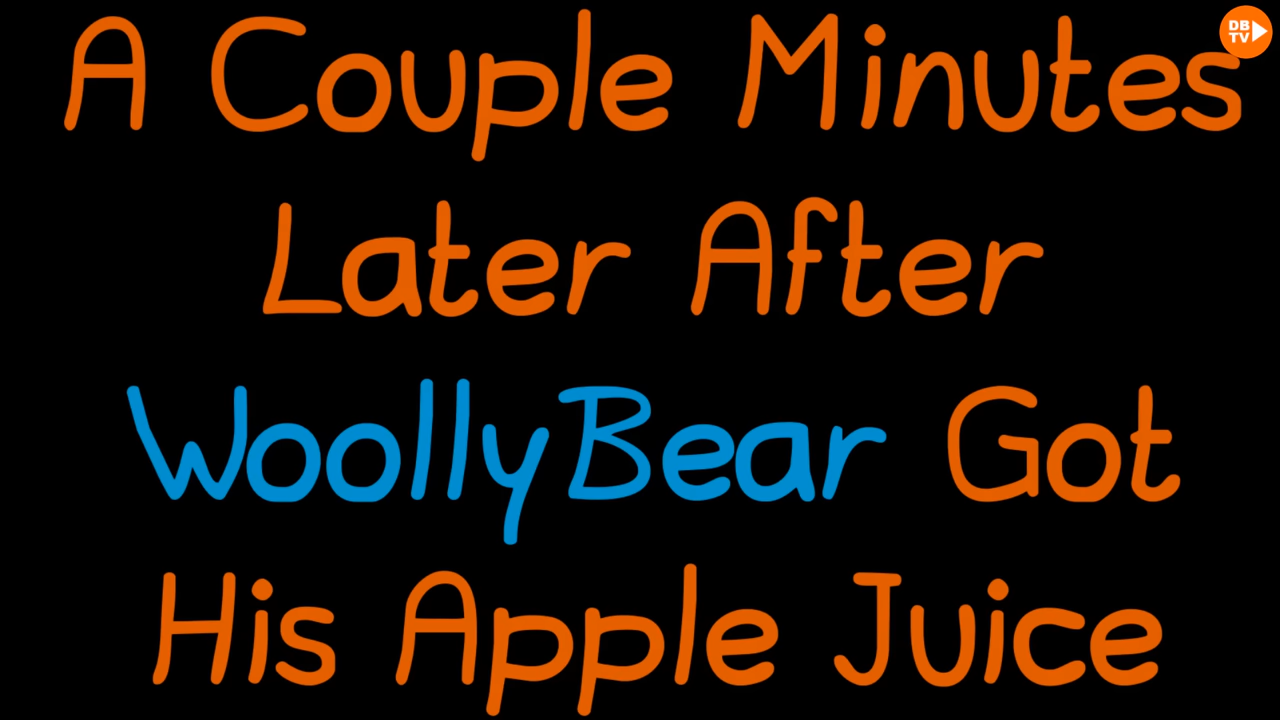 DB
TV
A Couple Minutes
Later After
WoollyBear Got
His Apple Juice